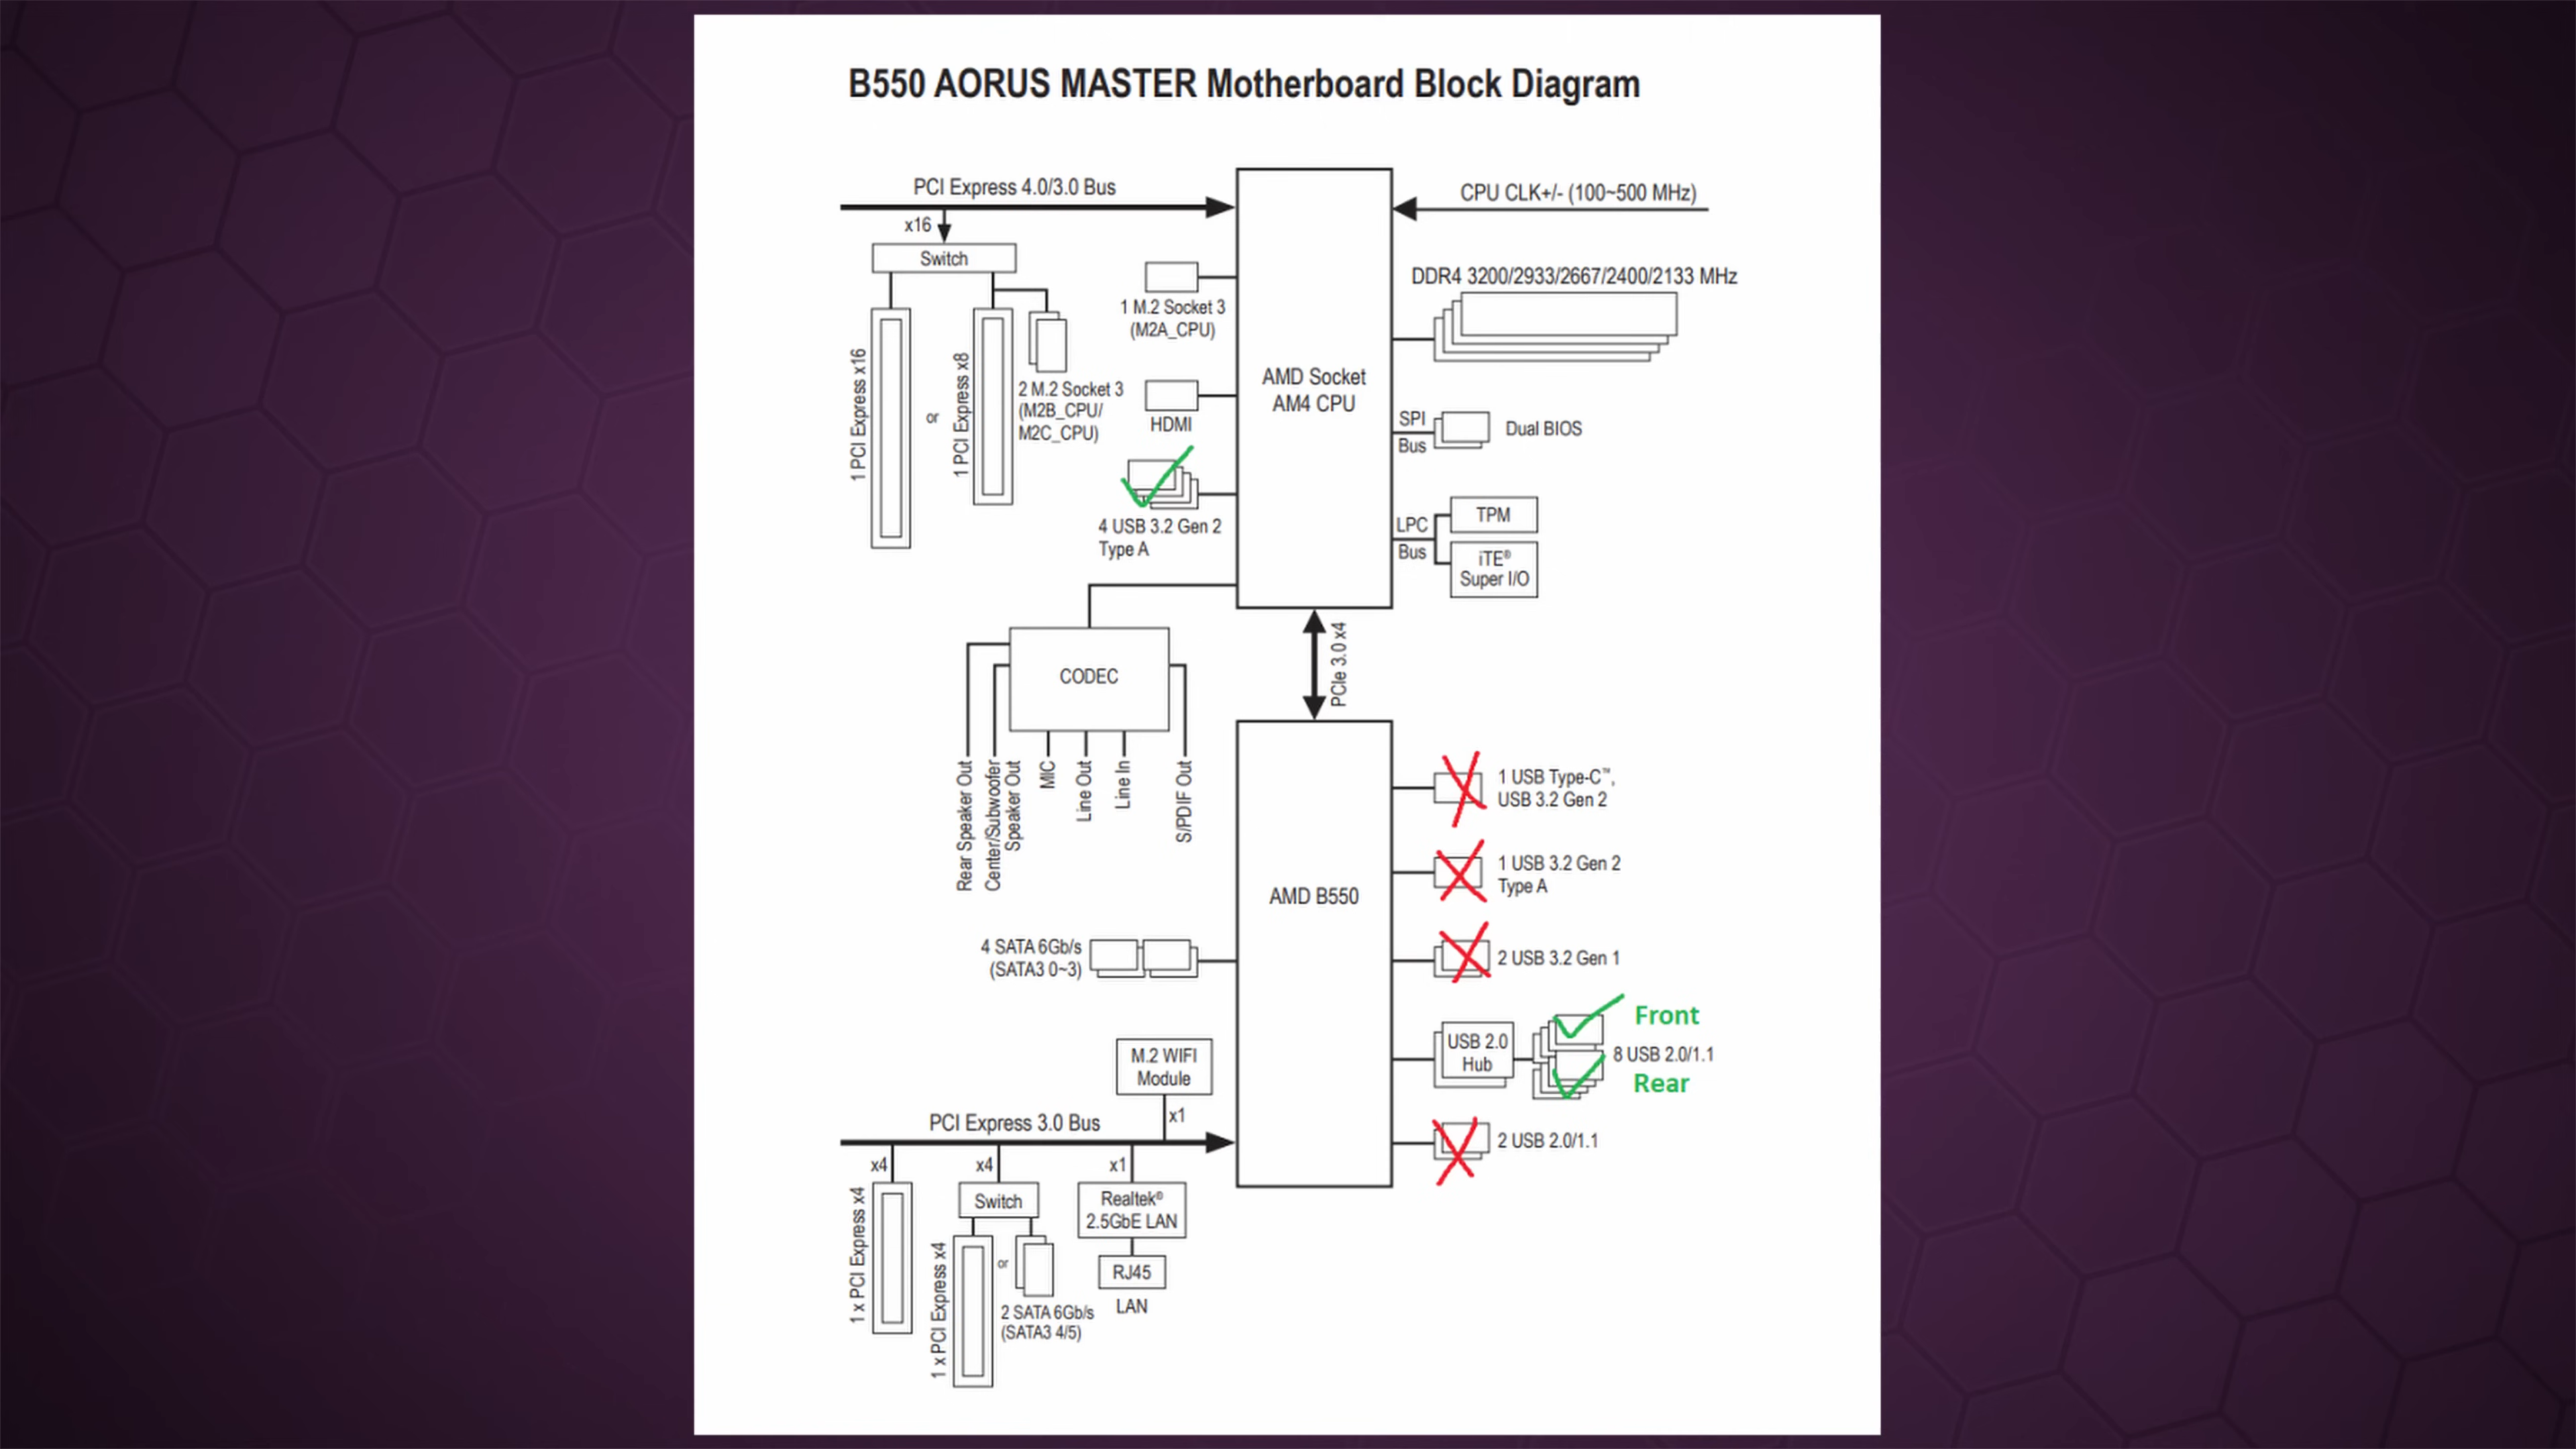 B550 AORUS MASTER Motherboard Block Diagram
PCI Express 4.0/3.0 Bus
CPU CLK+/- (100~500 MHz)
x16
Switch
DDR4 3200/2933/2667/2400/2133 MHz
1 M.2 Socket 3
(M2A_CPU)
1 PCI Express x16
or
1 PCI Express x8
2 M.2 Socket 3
(M2B_CPU/
M2C_CPU)
HDMI
AMD Socket
AM4 CPU
SPI
Bus
Dual BIOS
4 USB 3.2 Gen 2
Type A
LPC
Bus
TPM
iTE®
Super I/O
PCIe 3.0 x4
CODEC
Rear Speaker Out
Center/Subwoofer
Speaker Out
MIC
Line Out
Line In
S/PDIF Out
1 USB Type-C™,
USB 3.2 Gen 2
1 USB 3.2 Gen 2
Type A
AMD B550
4 SATA 6Gb/s
(SATA3 0~3)
2 USB 3.2 Gen 1
Front
USB 2.0
Hub
8 USB 2.0/1.1
Rear
M.2 WIFI
Module
x1
PCI Express 3.0 Bus
2 USB 2.0/1.1
x4
x4
x1
1 x PCI Express x4
Switch
Realtek®
2.5GbE LAN
1 x PCI Express x4
or
RJ45
LAN
2 SATA 6Gb/s
(SATA3 4/5)